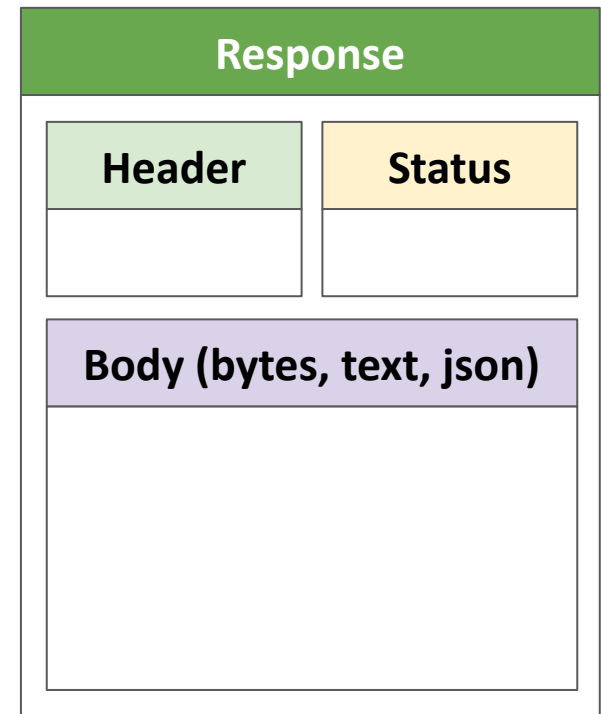 Response
Header
Status
Body (bytes, text, json)